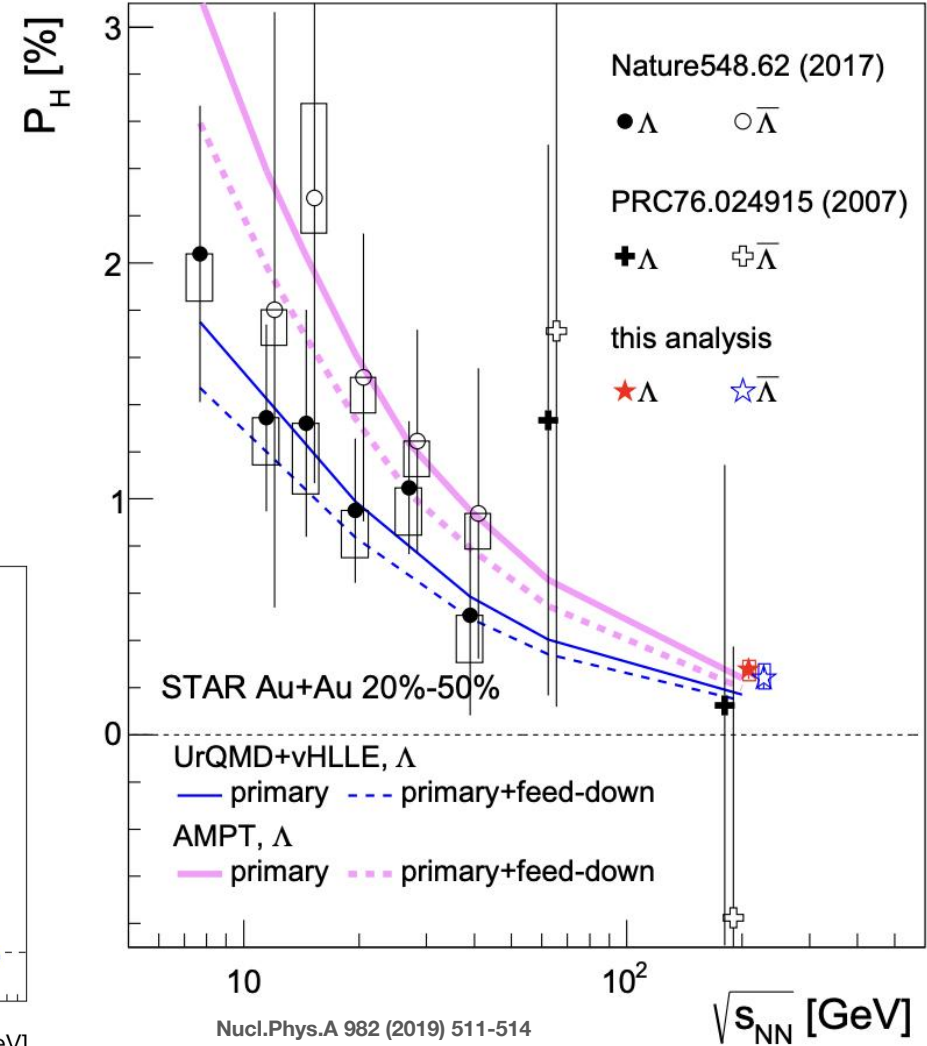 P_H [%]
3
2
1
0
Nature548.62 (2017)
Λ Λ̅
PRC76.024915 (2007)
Λ Λ̅
this analysis
Λ Λ̅
STAR Au+Au 20%-50%
UrQMD+vHLLE, Λ
primary primary+feed-down
AMPT, Λ
primary primary+feed-down
10 10²
√s_NN [GeV]
Nucl.Phys.A 982 (2019) 511-514